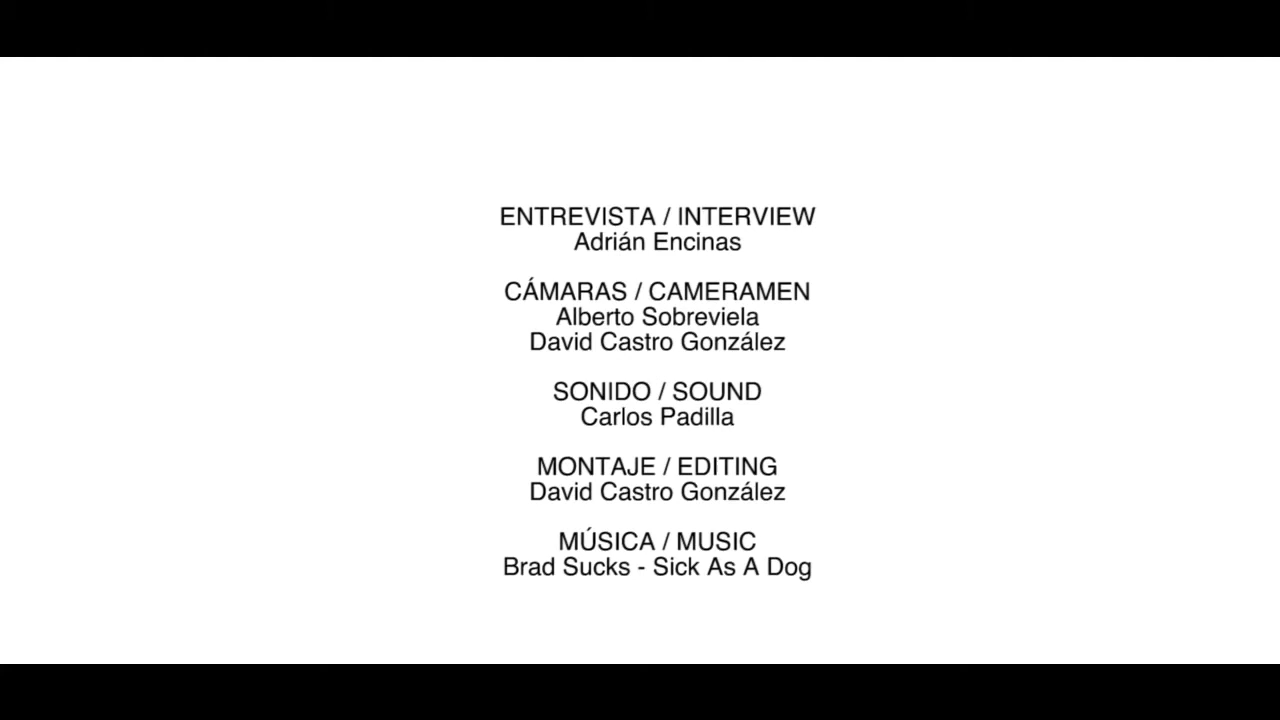 ENTREVISTA / INTERVIEW
Adrián Encinas
CÁMARAS / CAMERAMEN
Alberto Sobreviela
David Castro González
SONIDO / SOUND
Carlos Padilla
MONTAJE / EDITING
David Castro González
MÚSICA / MUSIC
Brad Sucks - Sick As A Dog